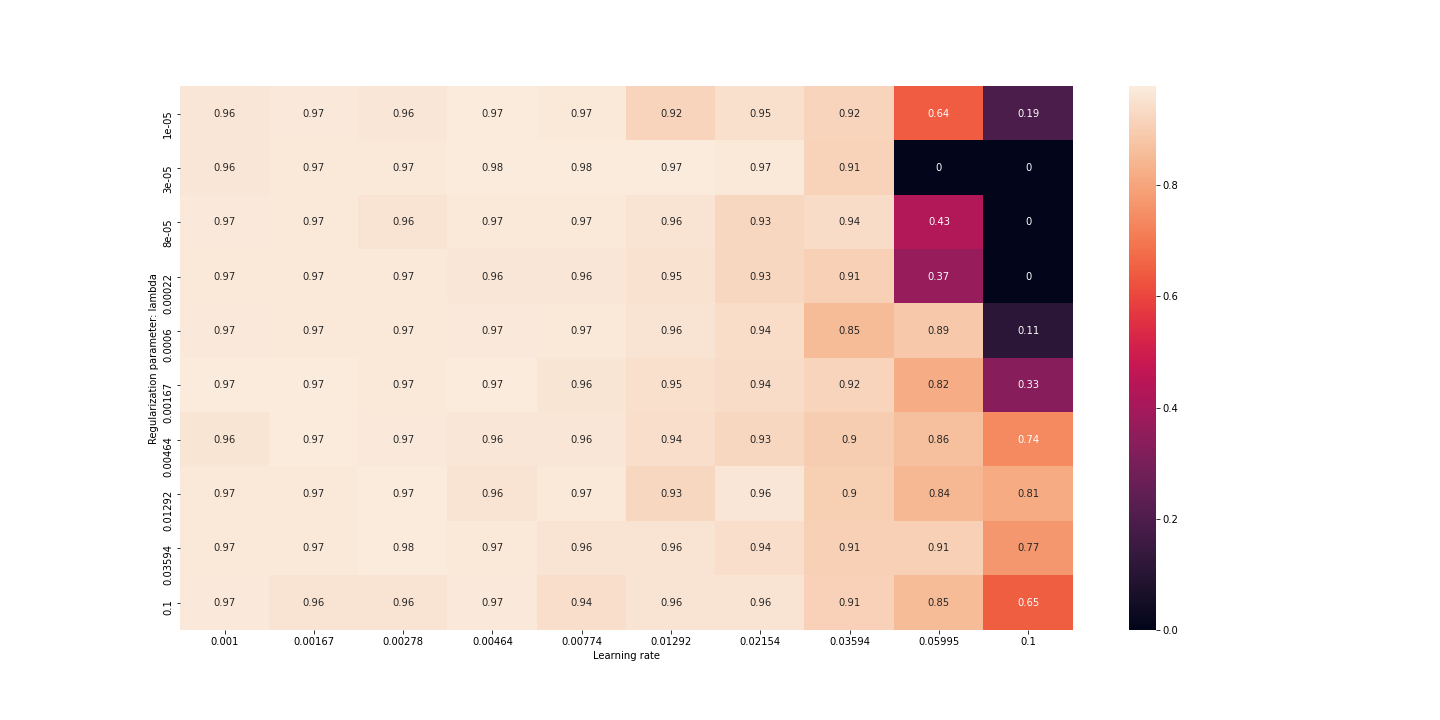 1e-05 0.96 0.97 0.96 0.97 0.97 0.92 0.95 0.92 0.64 0.19
3e-05 0.96 0.97 0.97 0.98 0.98 0.97 0.97 0.91 0 0
8e-05 0.97 0.97 0.96 0.97 0.97 0.96 0.93 0.94 0.43 0
0.00022 0.97 0.97 0.97 0.96 0.96 0.95 0.93 0.91 0.37 0
0.0006 0.97 0.97 0.97 0.97 0.97 0.96 0.94 0.85 0.89 0.11
0.00167 0.97 0.97 0.97 0.97 0.96 0.95 0.94 0.92 0.82 0.33
0.00464 0.96 0.97 0.97 0.96 0.96 0.94 0.93 0.9 0.86 0.74
0.01292 0.97 0.97 0.97 0.96 0.97 0.93 0.96 0.9 0.84 0.81
0.03594 0.97 0.97 0.98 0.97 0.96 0.96 0.94 0.91 0.91 0.77
0.1 0.97 0.96 0.96 0.97 0.94 0.96 0.96 0.91 0.85 0.65
0.001 0.00167 0.00278 0.00464 0.00774 0.01292 0.02154 0.03594 0.05995 0.1
Learning rate
Regularization parameter: lambda
0.8
0.6
0.4
0.2
0.0